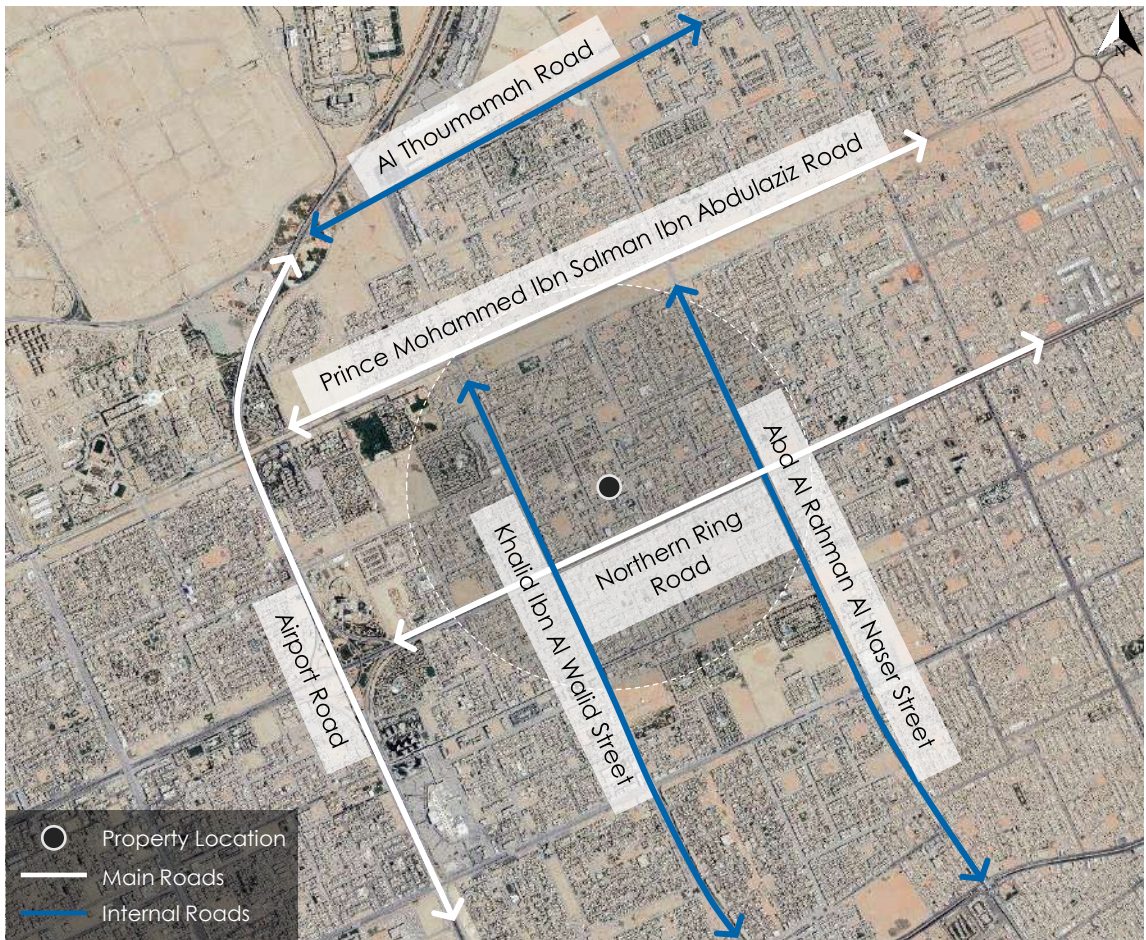 Al Thoumamah Road
Prince Mohammed Ibn Salman Ibn Abdulaziz Road
Abd Al Rahman Al Naser Street
Northern Ring
Road
Khalid Ibn Al Walid Street
Airport Road
Property Location
Main Roads
Internal Roads